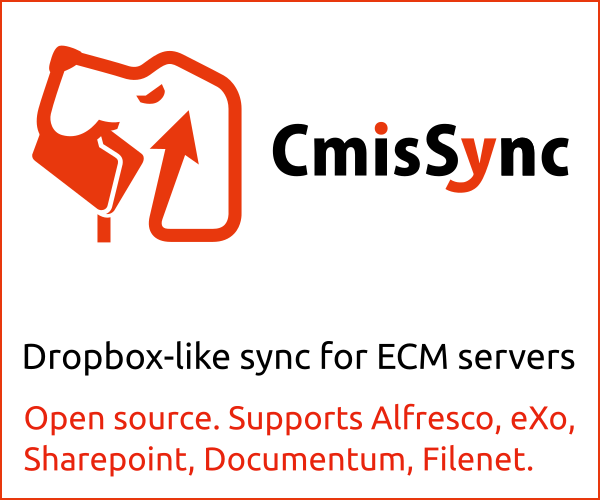 CmisSync
Dropbox-like sync for ECM servers
Open source. Supports Alfresco, eXo,
Sharepoint, Documentum, Filenet.